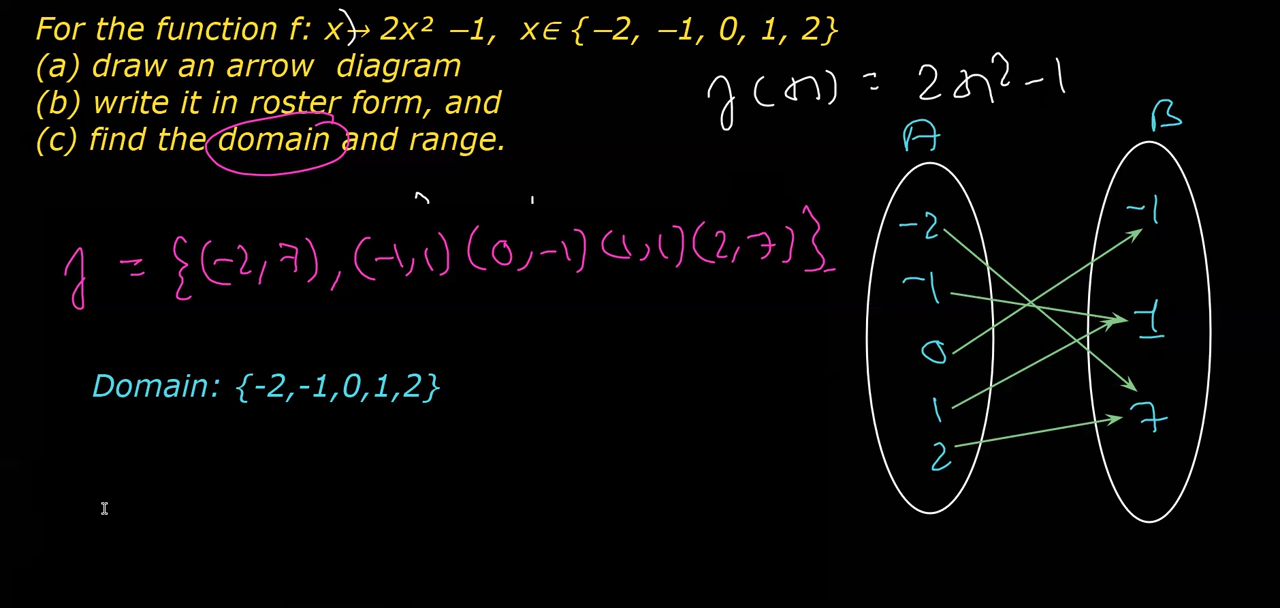 For the function f: x↦ 2x² −1, x∈ {−2, −1, 0, 1, 2}
(a) draw an arrow diagram
(b) write it in roster form, and
(c) find the domain and range.
f(x) = 2x² - 1
A
B
-2
-1
0
1
2
-1
1
7
f = {(-2,7), (-1,1) (0,-1) (1,1) (2,7)}
Domain: {-2,-1,0,1,2}